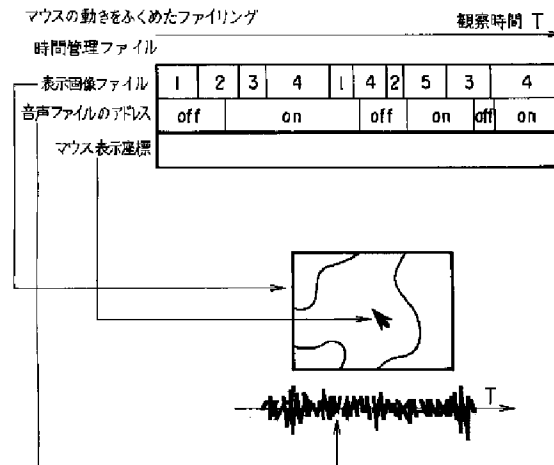 マウスの動きをふくめたファイリング
観察時間 T
時間管理ファイル
表示画像ファイル 1 2 3 4 1 4 2 5 3 4
音声ファイルのアドレス off on off on off on
マウス表示座標
T